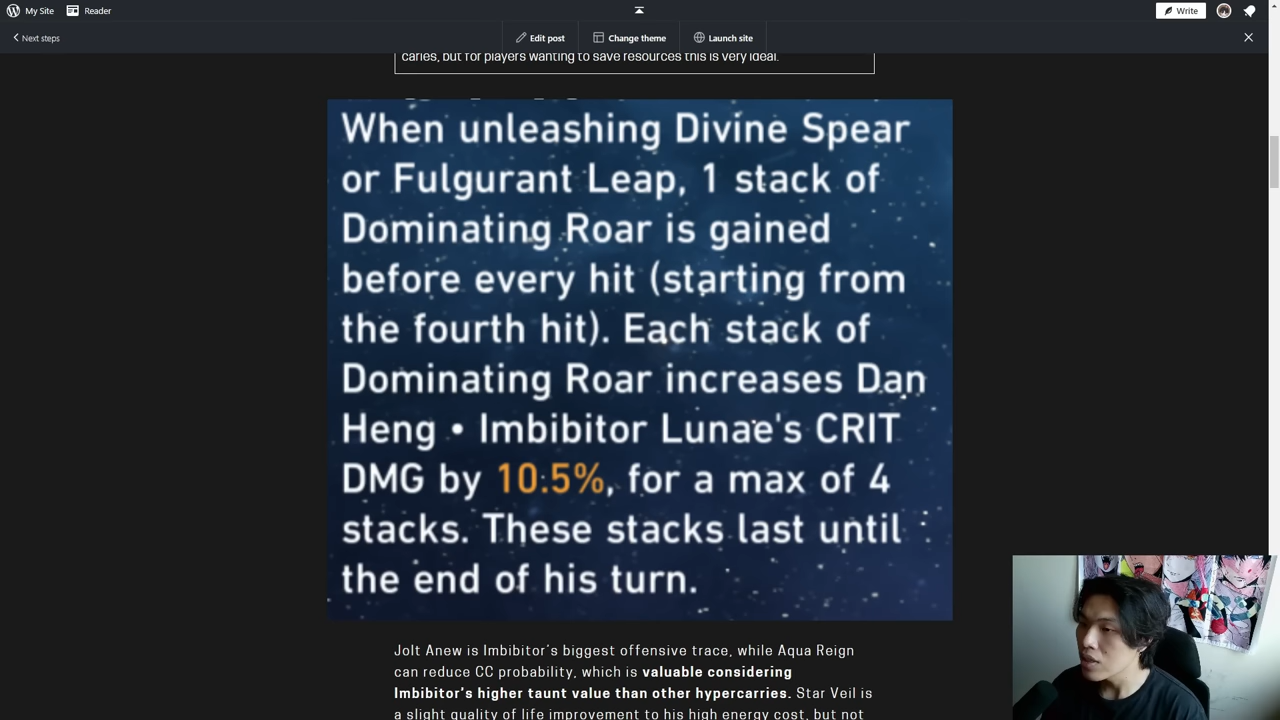 My Site
Reader
Write
Next steps
Edit post
Change theme
Launch site
caries, but for players wanting to save resources this is very ideal.
When unleashing Divine Spear
or Fulgurant Leap, 1 stack of
Dominating Roar is gained
before every hit (starting from
the fourth hit). Each stack of
Dominating Roar increases Dan
Heng • Imbibitor Lunae's CRIT
DMG by 10.5%, for a max of 4
stacks. These stacks last until
the end of his turn.
Jolt Anew is Imbibitor's biggest offensive trace, while Aqua Reign
can reduce CC probability, which is valuable considering
Imbibitor's higher taunt value than other hypercarries. Star Veil is
a slight quality of life improvement to his high energy cost, but not